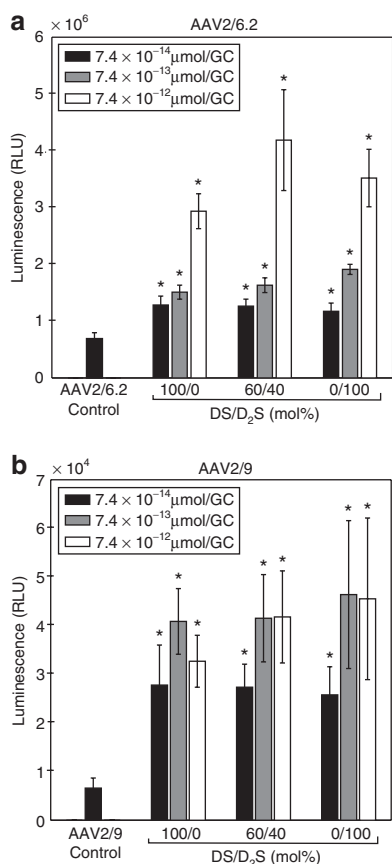 a
× 10⁶
AAV2/6.2
6
7.4 × 10⁻¹⁴ μmol/GC
7.4 × 10⁻¹³ μmol/GC
7.4 × 10⁻¹² μmol/GC
5
4
3
2
1
0
Luminescence (RLU)
* * * * * * * * *
AAV2/6.2 100/0 60/40 0/100
Control DS/D₂S (mol%)
b
× 10⁴
AAV2/9
7
7.4 × 10⁻¹⁴ μmol/GC
7.4 × 10⁻¹³ μmol/GC
7.4 × 10⁻¹² μmol/GC
6
5
4
3
2
1
0
Luminescence (RLU)
* * * * * * * * *
AAV2/9 100/0 60/40 0/100
Control DS/D₂S (mol%)